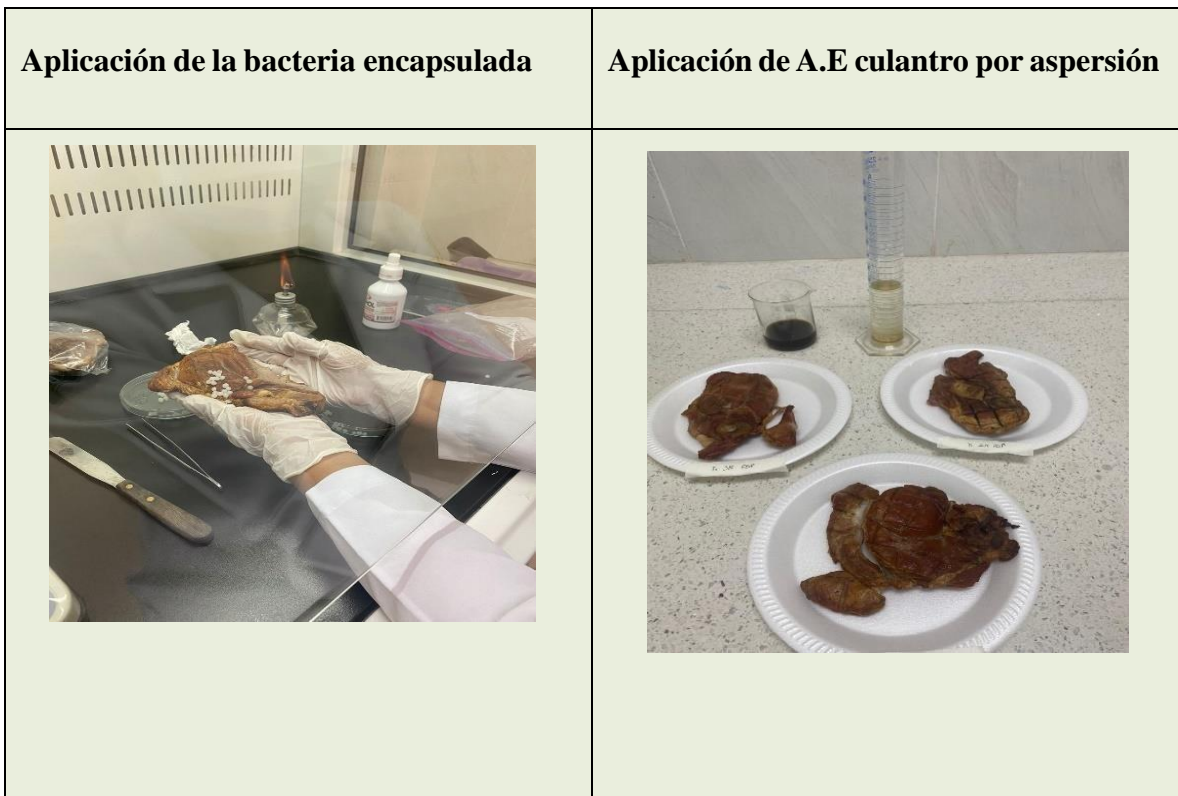 Aplicación de la bacteria encapsulada
Aplicación de A.E culantro por aspersión